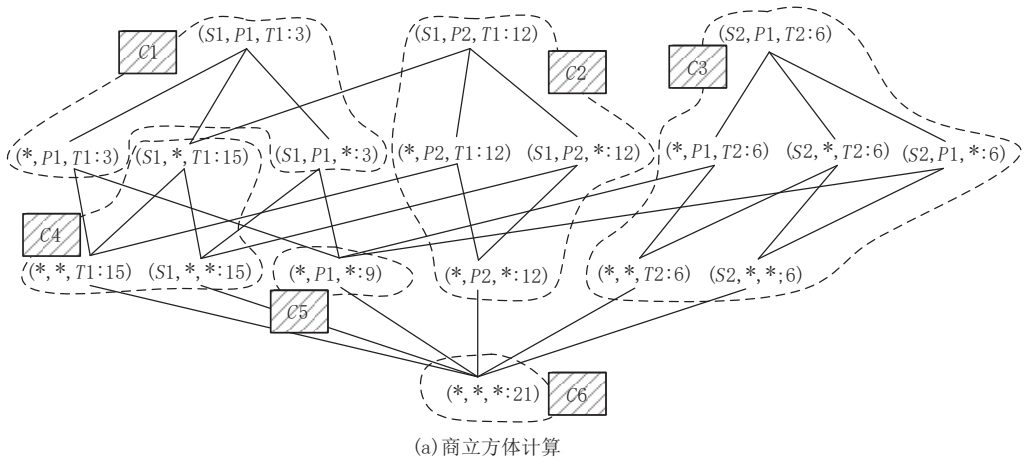 (S1,P1,T1:3) (S1,P2,T1:12) (S2,P1,T2:6)
C1 C2 C3
(*,P1,T1:3) (S1,*,T1:15) (S1,P1,*:3) (*,P2,T1:12) (S1,P2,*:12) (*,P1,T2:6) (S2,*,T2:6) (S2,P1,*:6)
C4
(*,*,T1:15) (S1,*,*:15) (*,P1,*:9) (*,P2,*:12) (*,*,T2:6) (S2,*,*;6)
C5
(*,*,*:21) C6
(a)商立方体计算